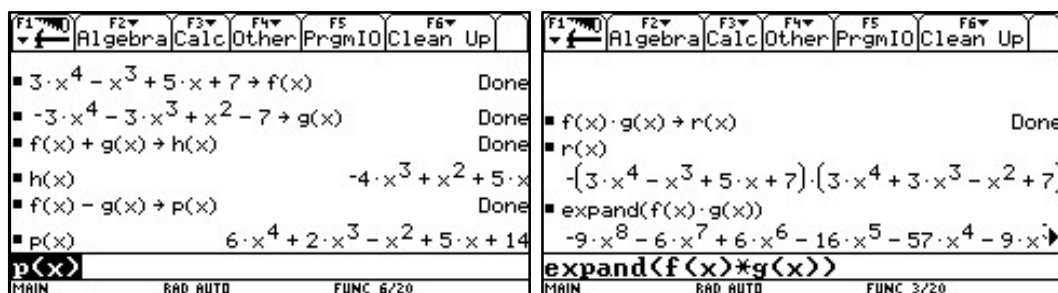 F1 F2 F3 F4 F5 F6
Algebra Calc Other PrgmIO Clean Up
▪ 3·x⁴ − x³ + 5·x + 7 → f(x) Done
▪ -3·x⁴ − 3·x³ + x² − 7 → g(x) Done
▪ f(x) + g(x) → h(x) Done
▪ h(x) -4·x³ + x² + 5·x
▪ f(x) − g(x) → p(x) Done
▪ p(x) 6·x⁴ + 2·x³ − x² + 5·x + 14
p(x)
MAIN RAD AUTO FUNC 6/20
F1 F2 F3 F4 F5 F6
Algebra Calc Other PrgmIO Clean Up
▪ f(x)·g(x) → r(x) Done
▪ r(x)
-(3·x⁴ − x³ + 5·x + 7)·(3·x⁴ + 3·x³ − x² + 7)
▪ expand(f(x)·g(x))
-9·x⁸ − 6·x⁷ + 6·x⁶ − 16·x⁵ − 57·x⁴ − 9·x
expand(f(x)*g(x))
MAIN RAD AUTO FUNC 3/20